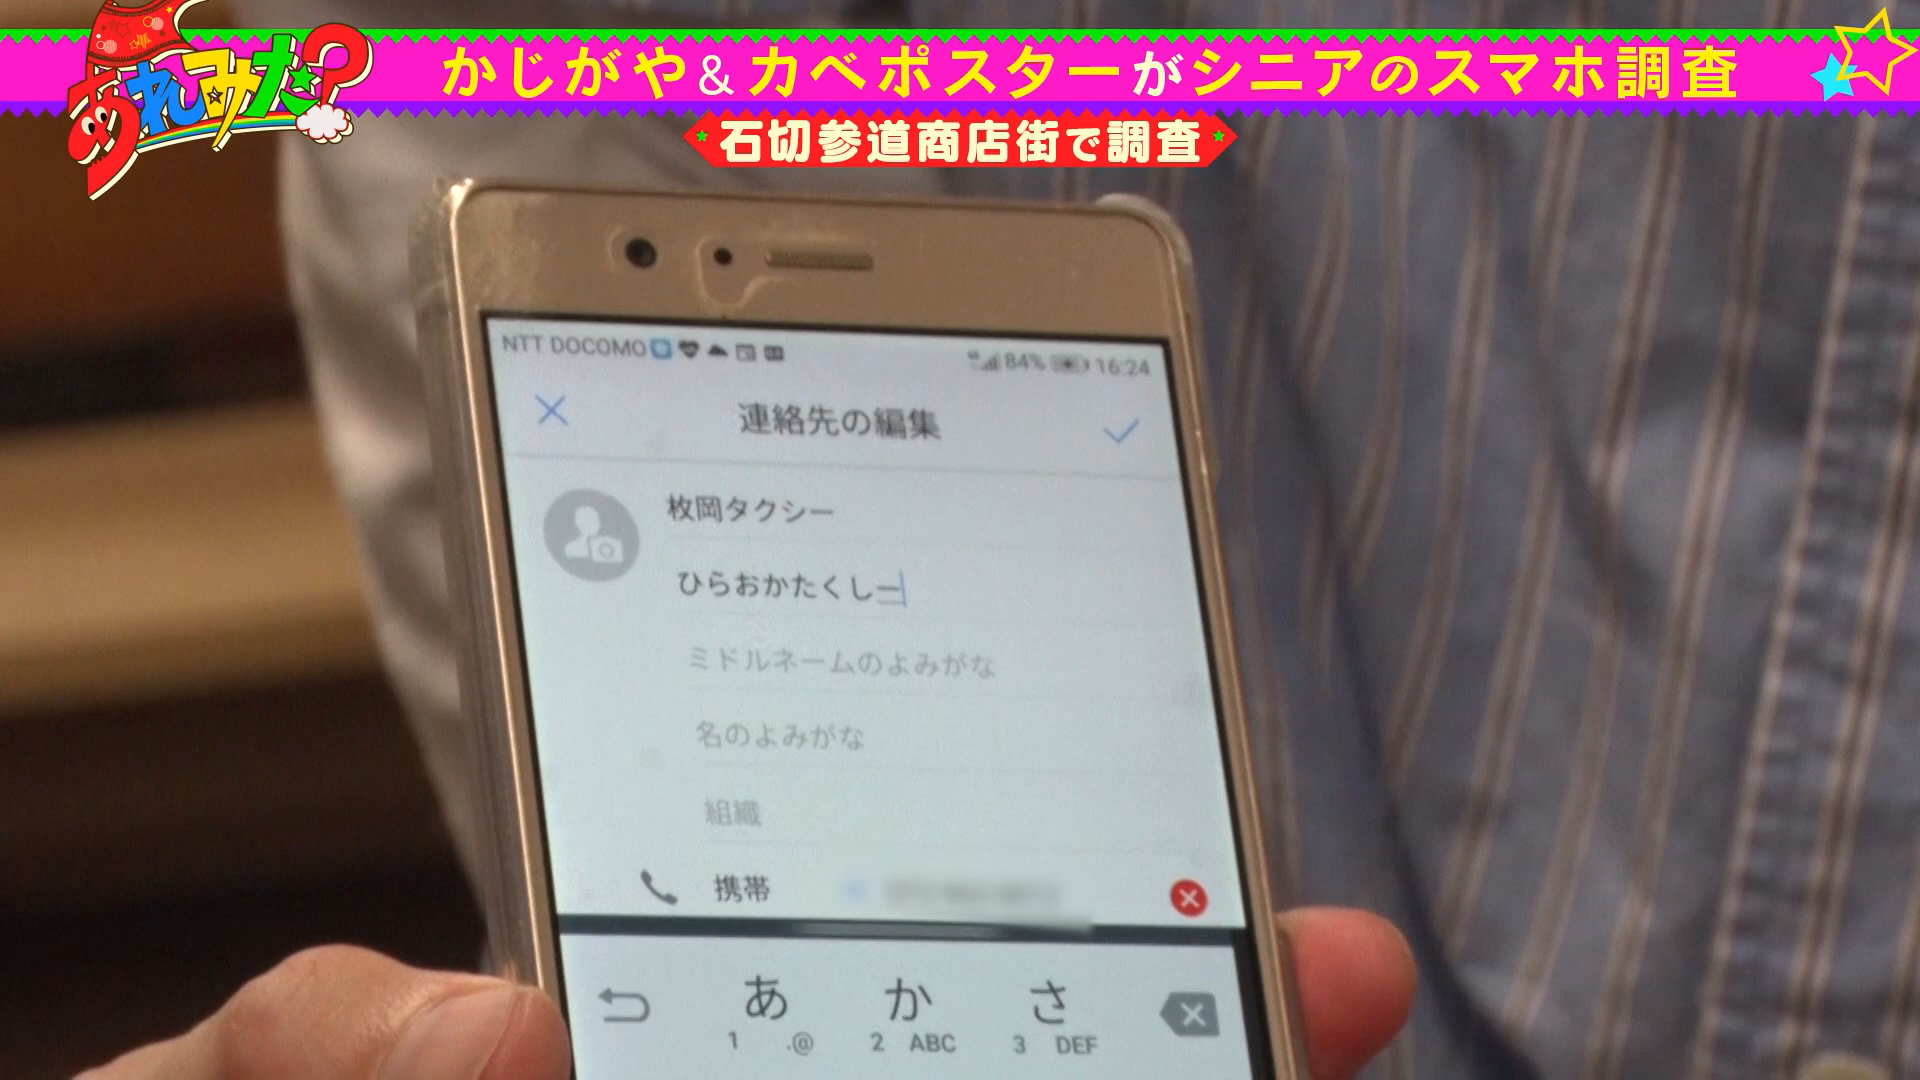 あれみた?
かじがや&カベポスターがシニアのスマホ調査
石切参道商店街で調査
NTT DOCOMO
84% 16:24
連絡先の編集
枚岡タクシー
ひらおかたくしー
ミドルネームのよみがな
名のよみがな
組織
携帯
あ か さ
1 .@ 2 ABC 3 DEF